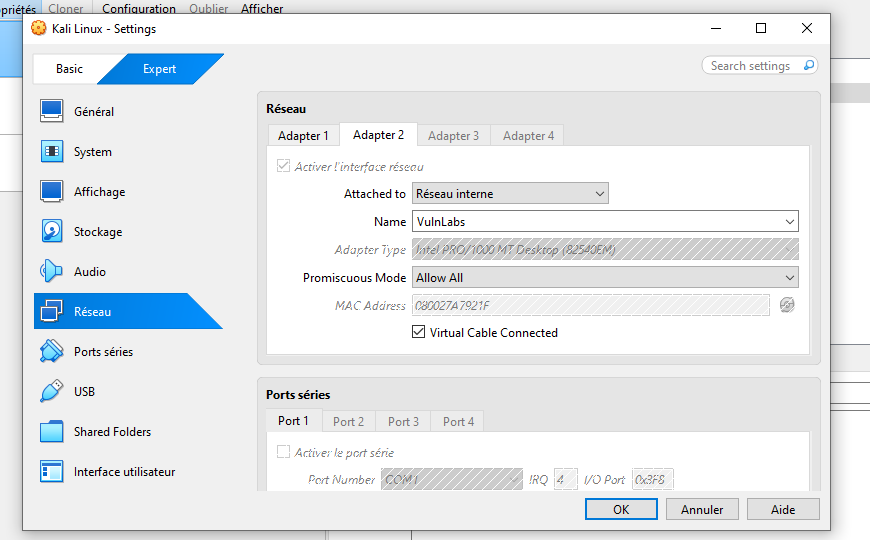 opriétés Cloner Configuration Oublier Afficher
Kali Linux - Settings
Basic Expert
Search settings
Général
System
Affichage
Stockage
Audio
Réseau
Ports séries
USB
Shared Folders
Interface utilisateur
Réseau
Adapter 1 Adapter 2 Adapter 3 Adapter 4
Activer l'interface réseau
Attached to Réseau interne
Name VulnLabs
Adapter Type Intel PRO/1000 MT Desktop (82540EM)
Promiscuous Mode Allow All
MAC Address 080027A7921F
Virtual Cable Connected
Ports séries
Port 1 Port 2 Port 3 Port 4
Activer le port série
Port Number COM1 IRQ 4 I/O Port 0x3F8
OK Annuler Aide